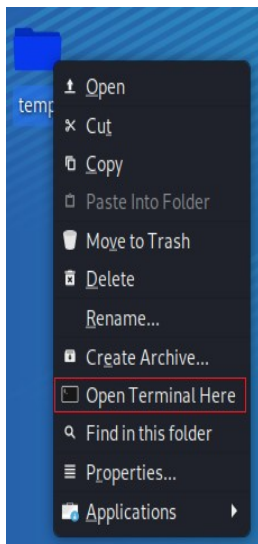 temp
Open
Cut
Copy
Paste Into Folder
Move to Trash
Delete
Rename...
Create Archive...
Open Terminal Here
Find in this folder
Properties...
Applications